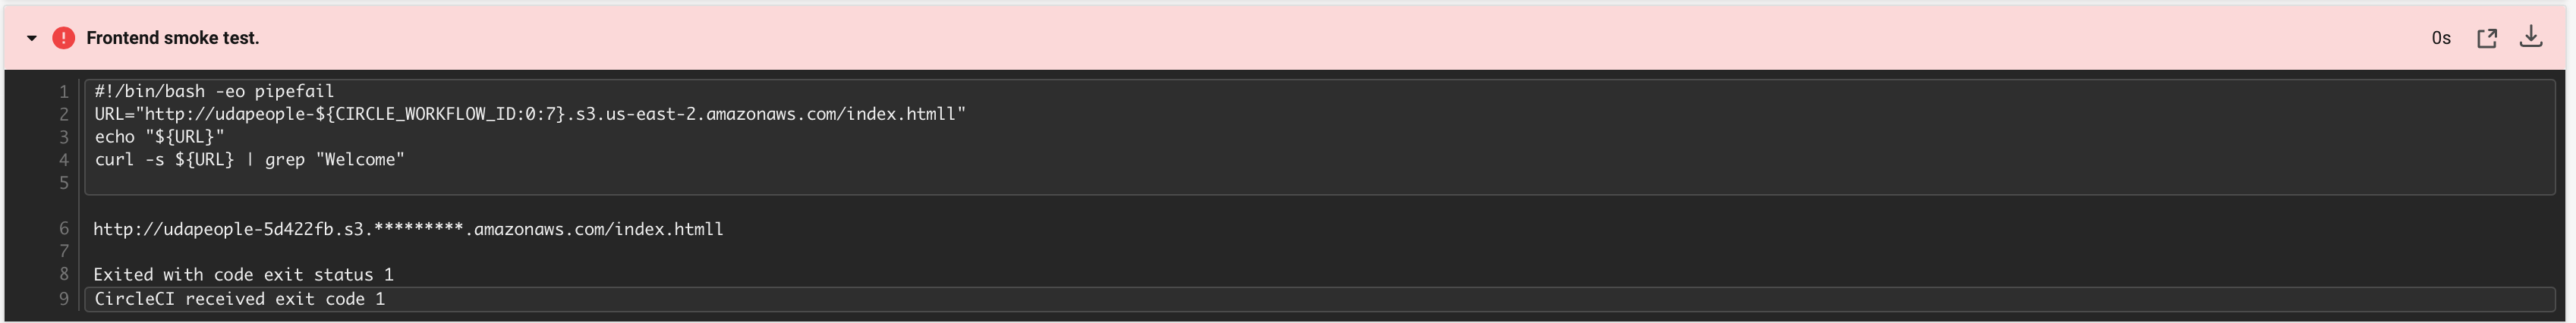 Frontend smoke test.
0s
1 #!/bin/bash -eo pipefail
2 URL="http://udapeople-${CIRCLE_WORKFLOW_ID:0:7}.s3.us-east-2.amazonaws.com/index.htmll"
3 echo "${URL}"
4 curl -s ${URL} | grep "Welcome"
5
6 http://udapeople-5d422fb.s3.*********.amazonaws.com/index.htmll
7
8 Exited with code exit status 1
9 CircleCI received exit code 1